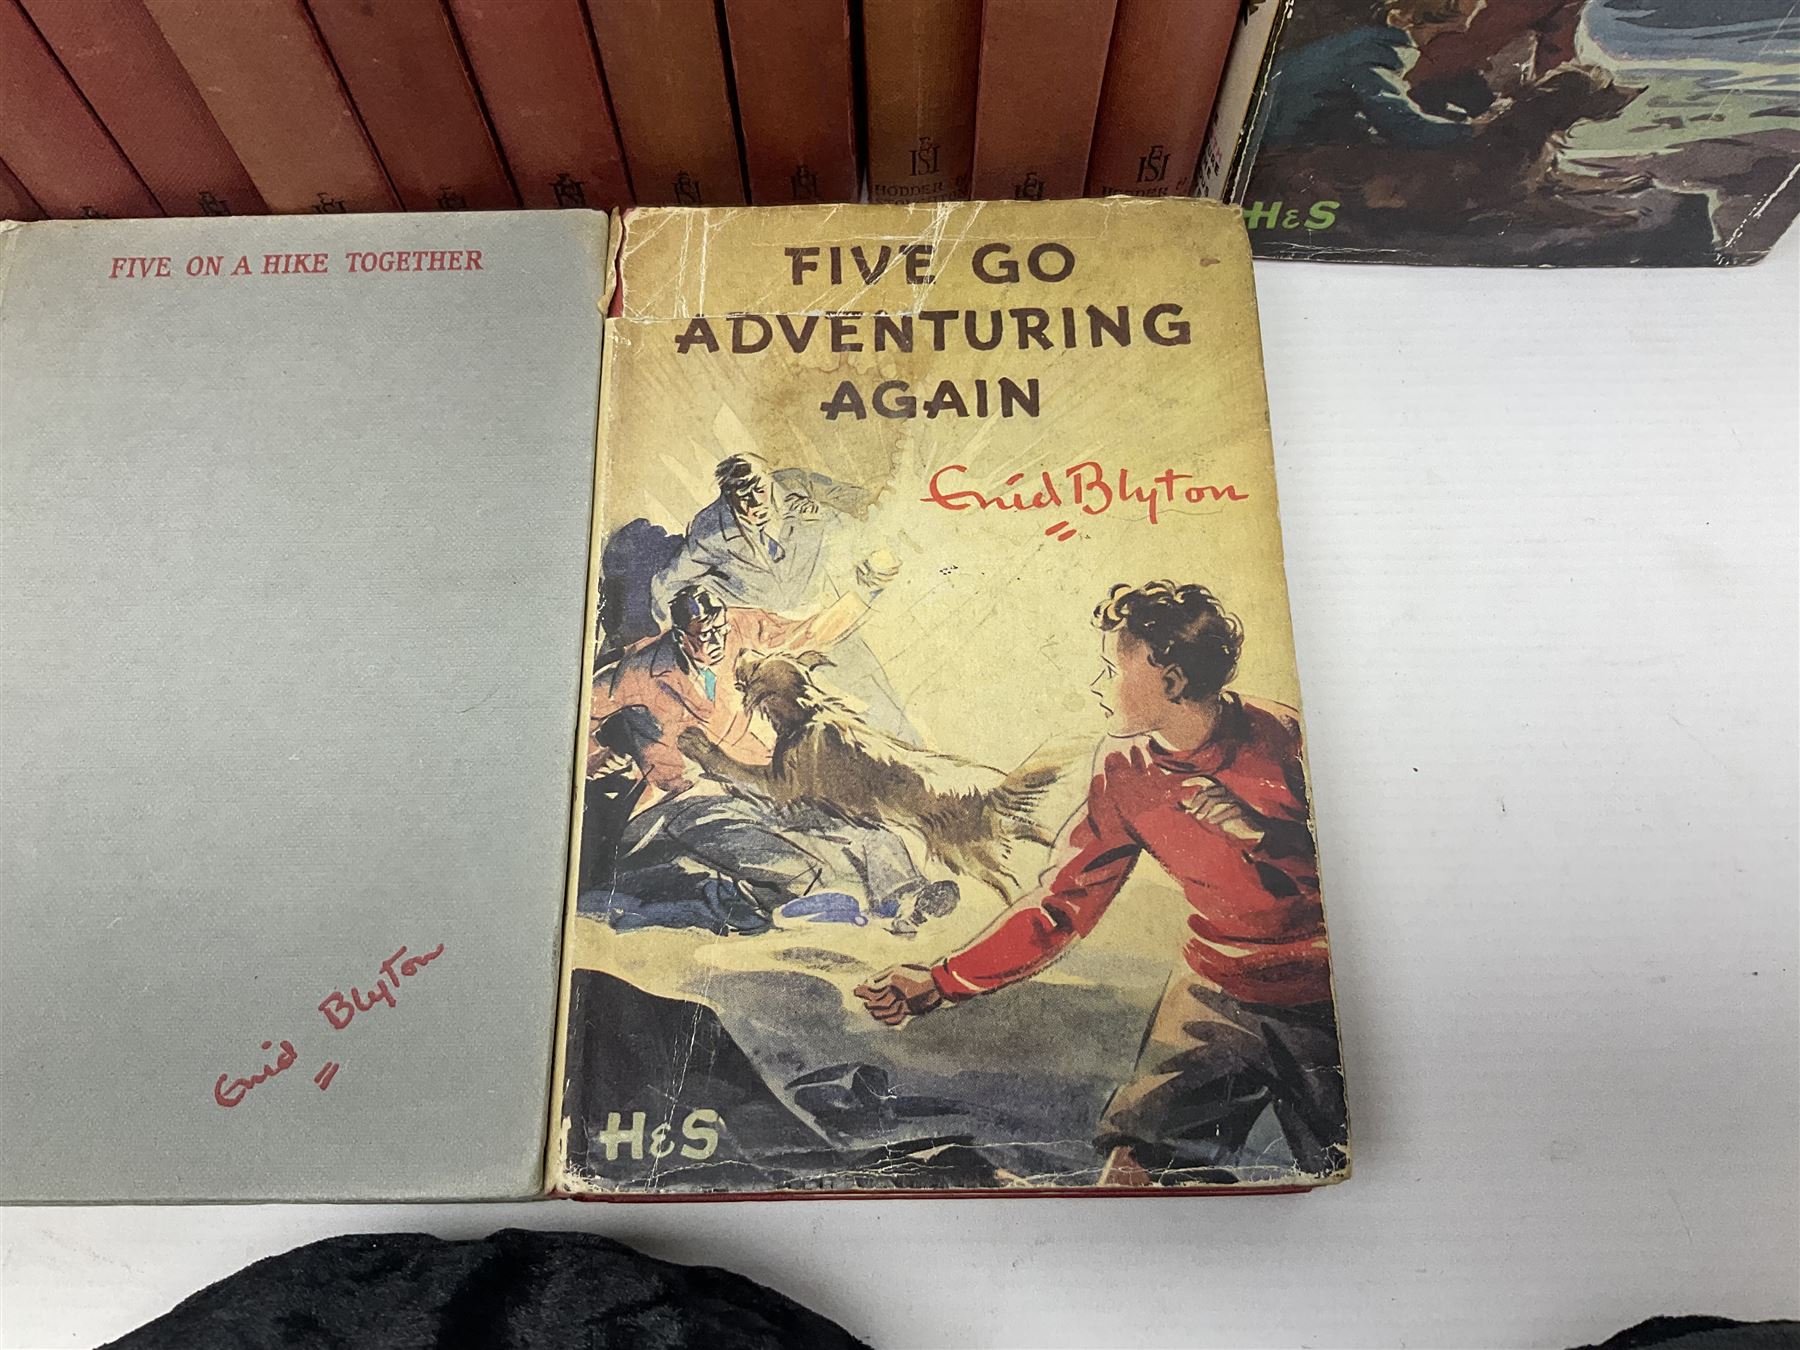 HODDER &
HODDER &
H&S
FIVE ON A HIKE TOGETHER
Enid Blyton
FIVE GO
ADVENTURING
AGAIN
Enid Blyton
H&S